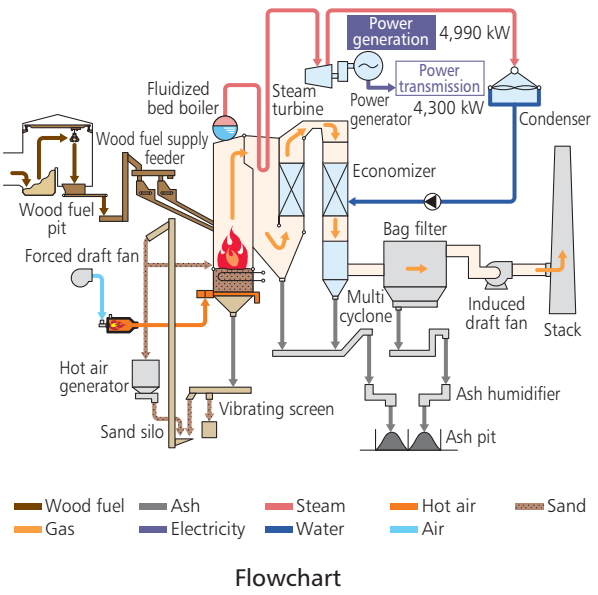 Power
generation
4,990 kW
Power
transmission
4,300 kW
Fluidized
bed boiler
Steam
turbine
Power
generator
Condenser
Wood fuel supply
feeder
Economizer
Wood fuel
pit
Bag filter
Forced draft fan
Multi
cyclone
Induced
draft fan
Stack
Hot air
generator
Ash humidifier
Vibrating screen
Sand silo
Ash pit
Wood fuel
Ash
Steam
Hot air
Sand
Gas
Electricity
Water
Air
Flowchart